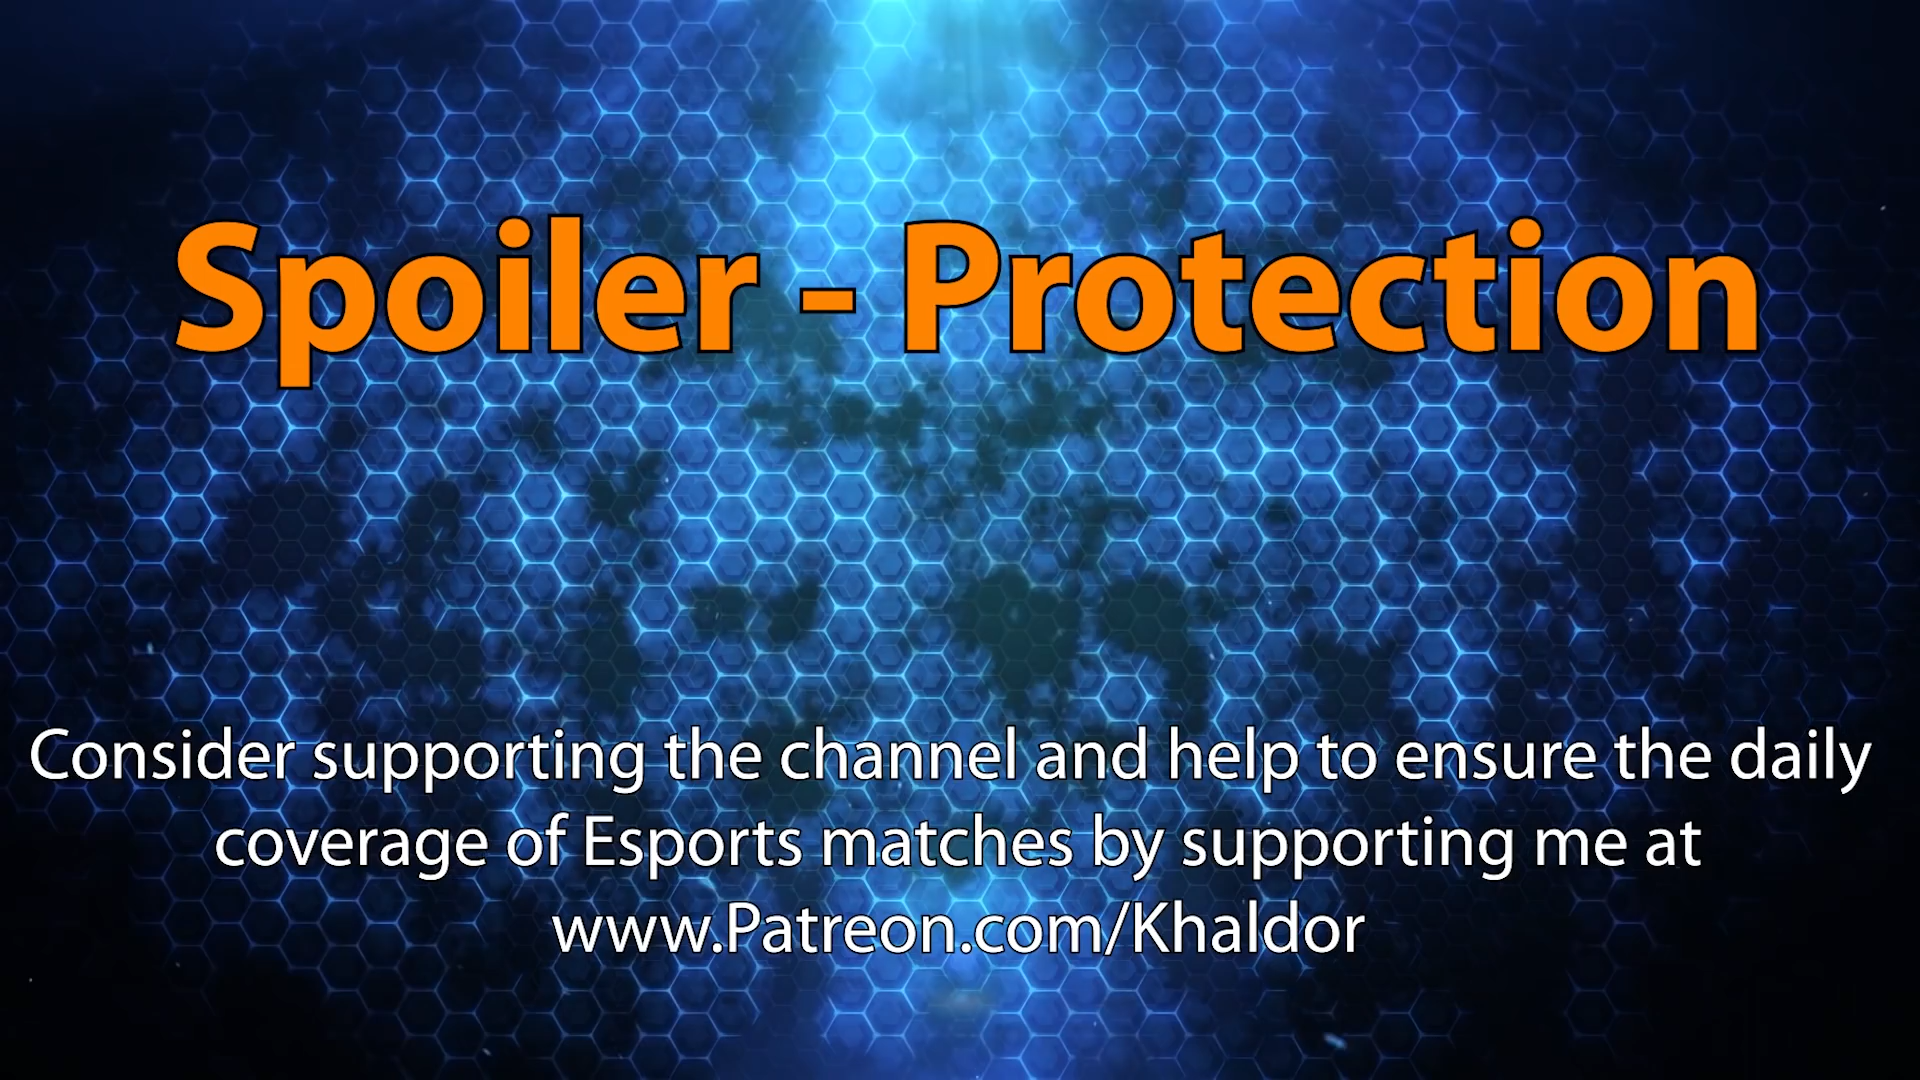 Spoiler - Protection
Consider supporting the channel and help to ensure the daily
coverage of Esports matches by supporting me at
www.Patreon.com/Khaldor